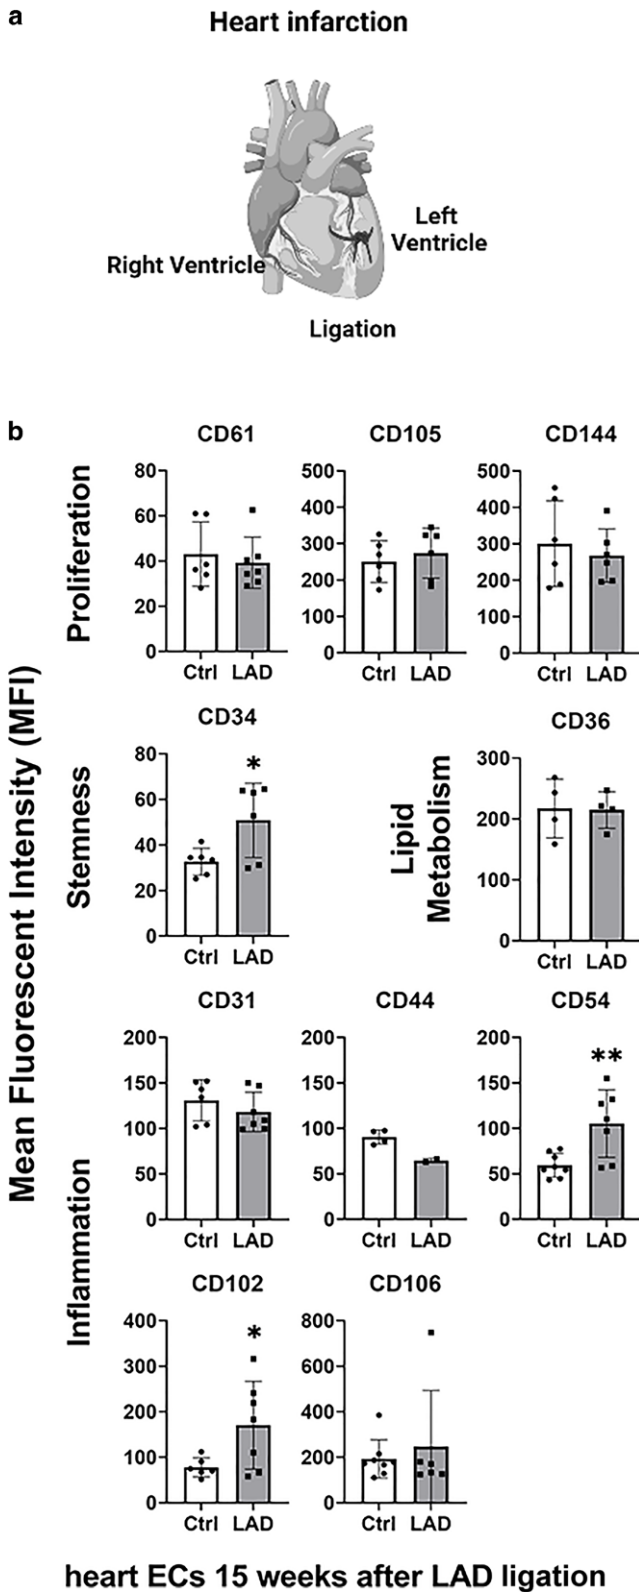 a
Heart infarction
Left
Ventricle
Right Ventricle
Ligation
b
Mean Fluorescent Intensity (MFI)
Proliferation
CD61
80
60
40
20
0
Ctrl LAD
CD105
500
400
300
200
100
0
Ctrl LAD
CD144
500
400
300
200
100
0
Ctrl LAD
Stemness
CD34
80
60
40
20
0
*
Ctrl LAD
Lipid
Metabolism
CD36
300
200
100
0
Ctrl LAD
Inflammation
CD31
200
150
100
50
0
Ctrl LAD
CD44
200
150
100
50
0
Ctrl LAD
CD54
200
150
100
50
0
**
Ctrl LAD
CD102
400
300
200
100
0
*
Ctrl LAD
CD106
800
600
400
200
0
Ctrl LAD
heart ECs 15 weeks after LAD ligation